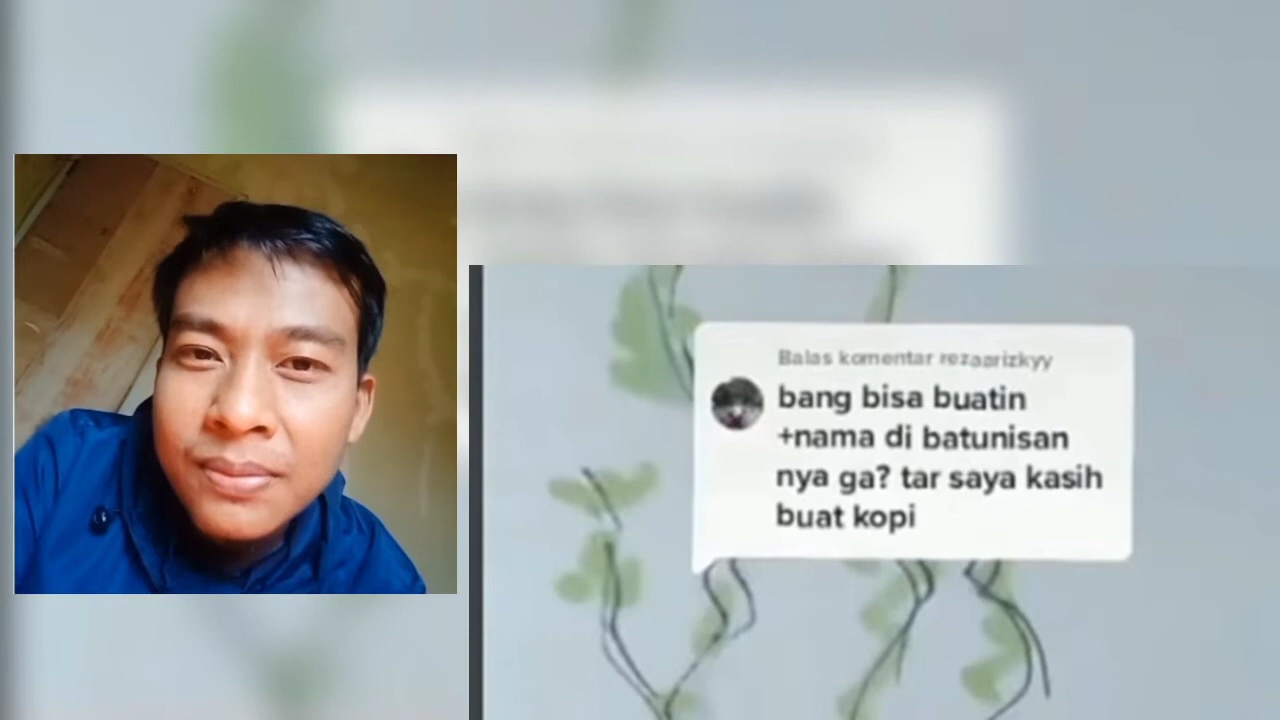 Balas komentar rezaarizkyy
bang bisa buatin
+nama di batunisan
nya ga? tar saya kasih
buat kopi